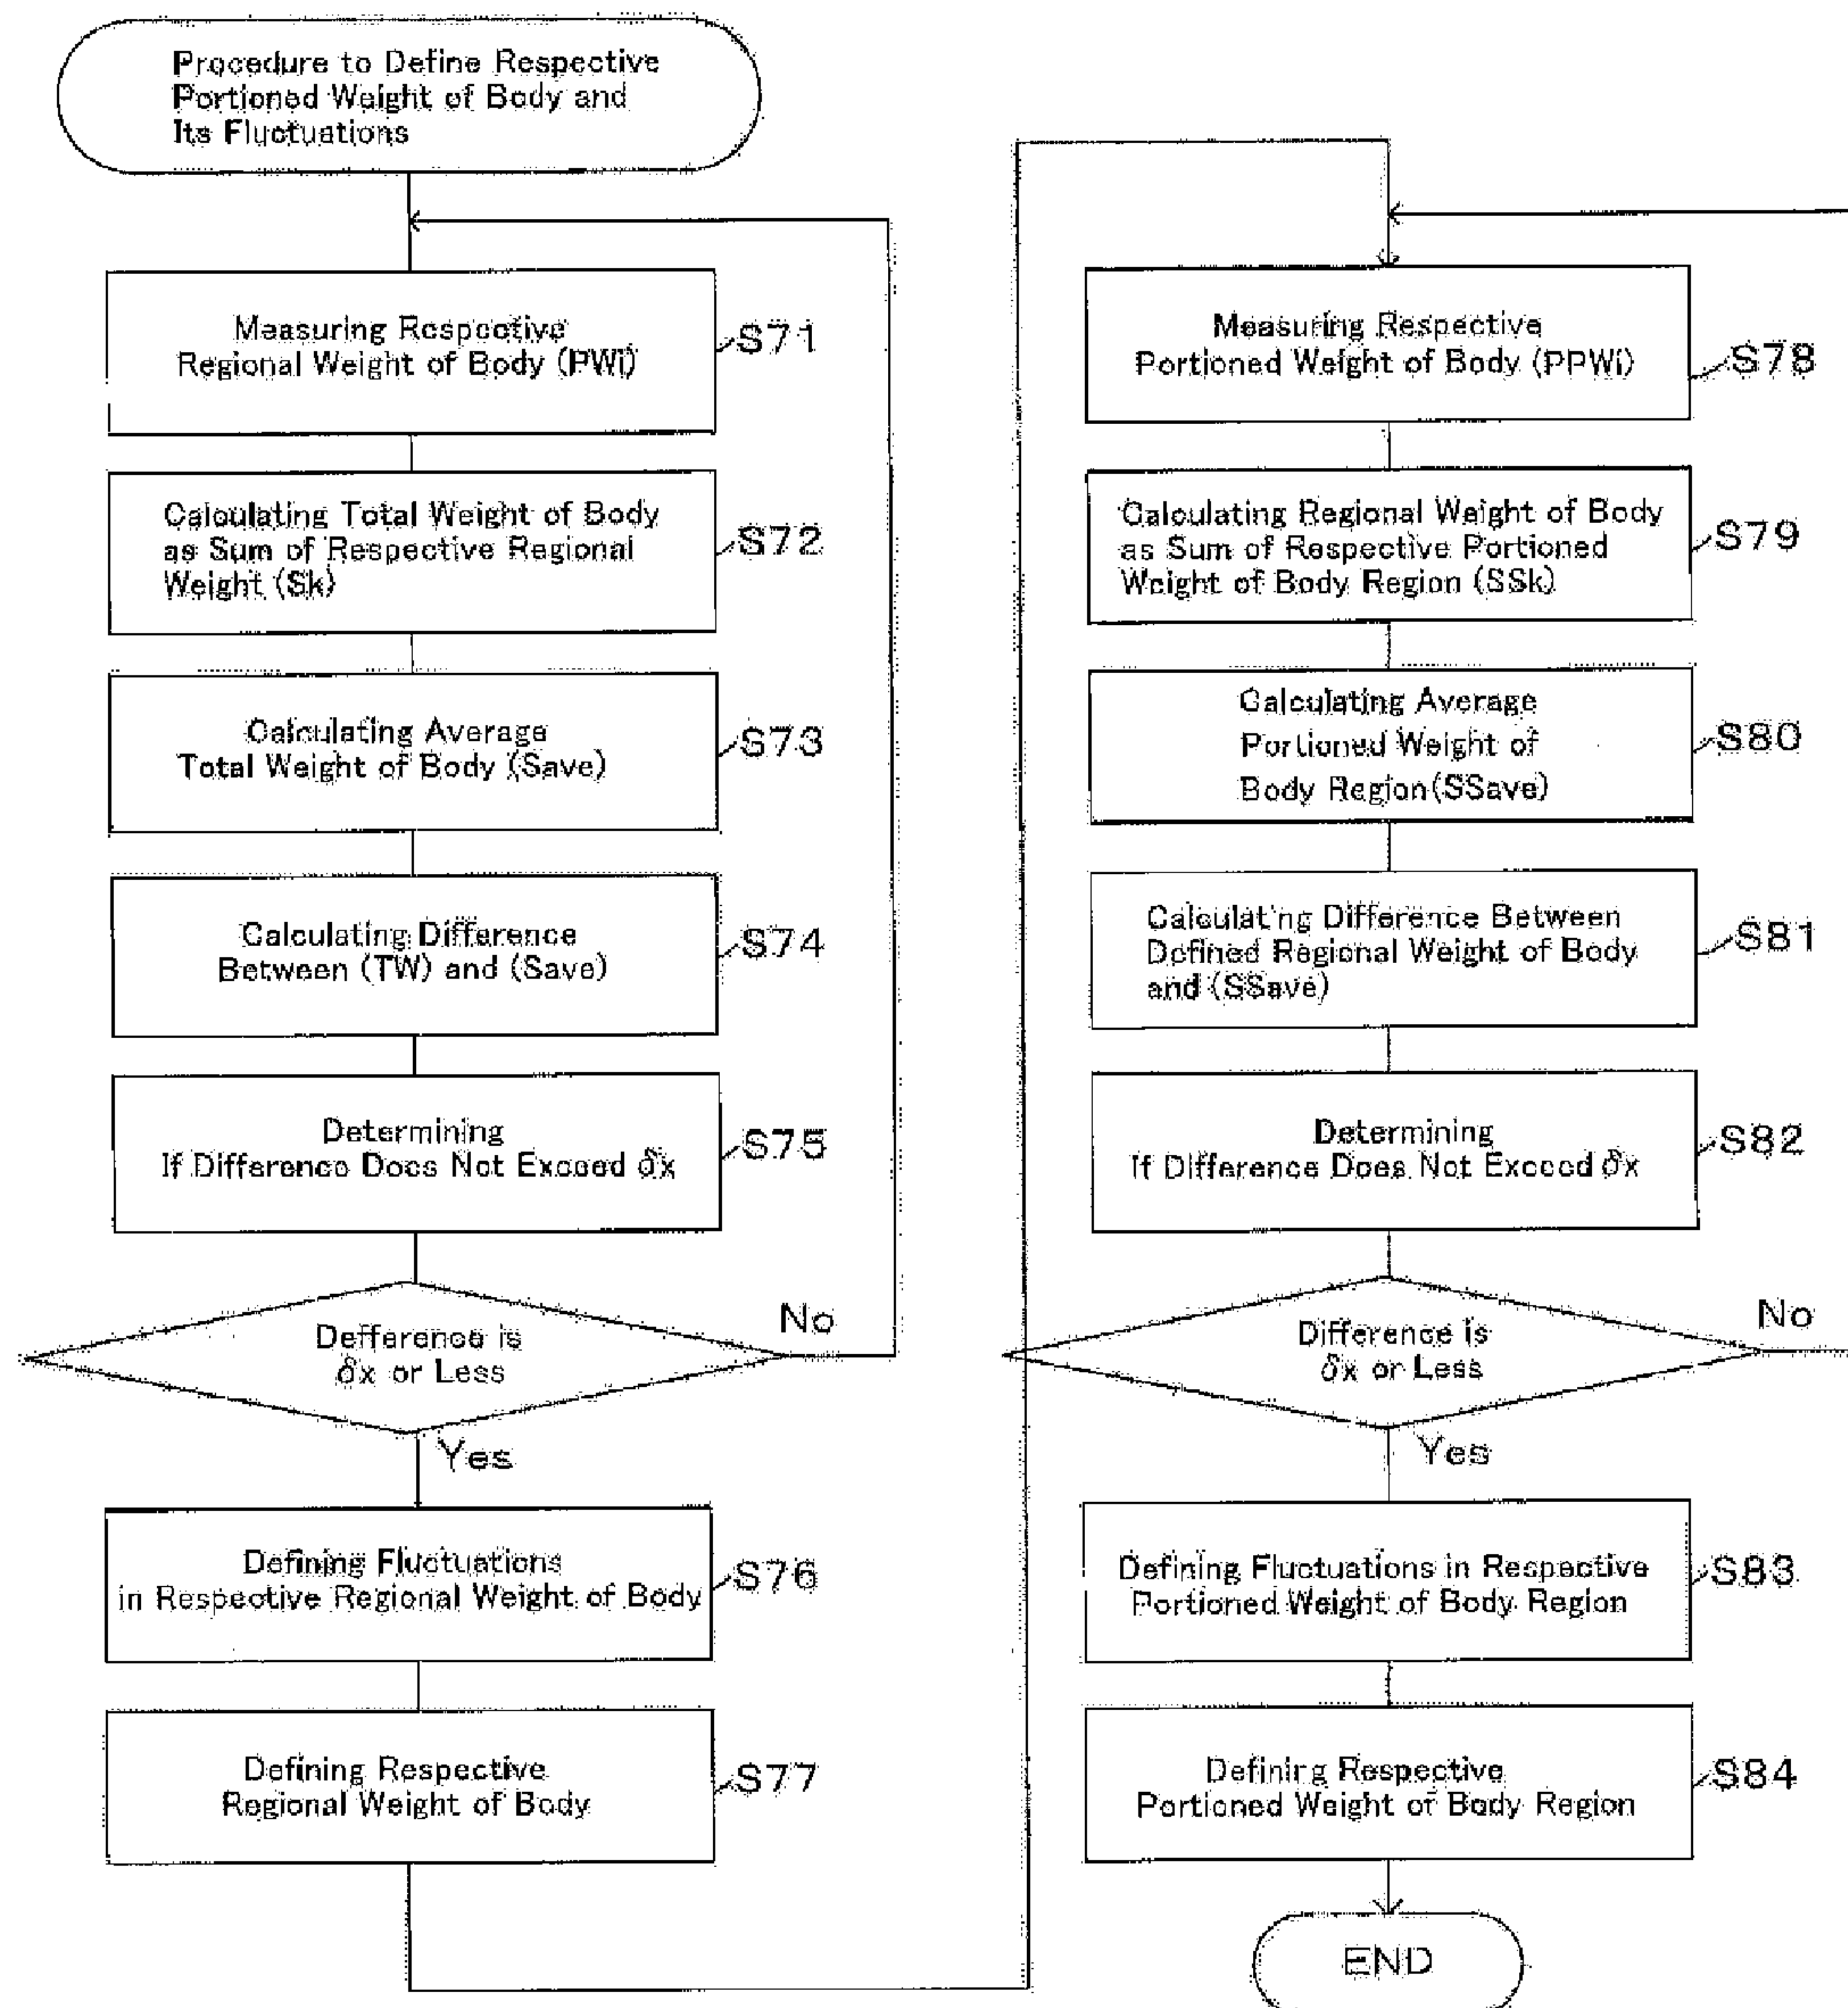 Procedure to Define Respective
Portioned Weight of Body and
Its Fluctuations
Measuring Respective
Regional Weight of Body (PWi)
S71
Calculating Total Weight of Body
as Sum of Respective Regional
Weight (Sk)
S72
Calculating Average
Total Weight of Body (Save)
S73
Calculating Difference
Between (TW) and (Save)
S74
Determining
If Difference Does Not Exceed δx
S75
Defference is
δx or Less
No
Yes
Defining Fluctuations
in Respective Regional Weight of Body
S76
Defining Respective
Regional Weight of Body
S77
Measuring Respective
Portioned Weight of Body (PPWi)
S78
Calculating Regional Weight of Body
as Sum of Respective Portioned
Weight of Body Region (SSk)
S79
Calculating Average
Portioned Weight of
Body Region(SSave)
S80
Calculating Difference Between
Defined Regional Weight of Body
and (SSave)
S81
Determining
If Difference Does Not Exceed δx
S82
Difference is
δx or Less
No
Yes
Defining Fluctuations in Respective
Portioned Weight of Body Region
S83
Defining Respective
Portioned Weight of Body Region
S84
END